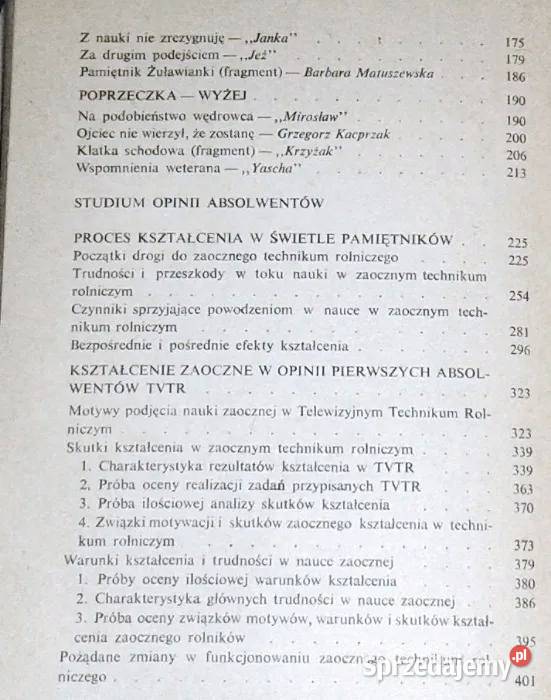 Z nauki nie zrezygnuję — „Janka" . . . . . . 175
Za drugim podejściem — „Jeż" . . . . . . 179
Pamiętnik Żuławianki (fragment) — Barbara Matuszewska . . . 186
POPRZECZKA — WYŻEJ . . . . . . . . 190
Na podobieństwo wędrowca — „Mirosław" . . . . . 190
Ojciec nie wierzył, że zostanę — Grzegorz Kacprzak . . . . 200
Klatka schodowa (fragment) — „Krzyżak" . . . . . 206
Wspomnienia weterana — „Yascha" . . . . . . 213
STUDIUM OPINII ABSOLWENTÓW
PROCES KSZTAŁCENIA W ŚWIETLE PAMIĘTNIKÓW . . 225
Początki drogi do zaocznego technikum rolniczego . . . . 225
Trudności i przeszkody w toku nauki w zaocznym technikum
rolniczym . . . . . . . . . . 254
Czynniki sprzyjające powodzeniom w nauce w zaocznym tech-
nikum rolniczym . . . . . . . . . 281
Bezpośrednie i pośrednie efekty kształcenia . . . . . 296
KSZTAŁCENIE ZAOCZNE W OPINII PIERWSZYCH ABSOL-
WENTÓW TVTR . . . . . . . . . 323
Motywy podjęcia nauki zaocznej w Telewizyjnym Technikum Rol-
niczym . . . . . . . . . . 323
Skutki kształcenia w zaocznym technikum rolniczym . . . . 339
1. Charakterystyka rezultatów kształcenia w TVTR . . . 339
2. Próba oceny realizacji zadań przypisanych TVTR . . . 363
3. Próba ilościowej analizy skutków kształcenia . . . . 370
4. Związki motywacji i skutków zaocznego kształcenia w techni-
kum rolniczym . . . . . . . . . 373
Warunki kształcenia i trudności w nauce zaocznej . . . . 379
1. Próby oceny ilościowej warunków kształcenia . . . . 380
2. Charakterystyka głównych trudności w nauce zaocznej . . 386
3. Próba oceny związków motywów, warunków i skutków kształ-
cenia zaocznego rolników . . . . . . . 395
Pożądane zmiany w funkcjonowaniu zaocznego technikum rol-
niczego . . . . . . . . . . 401
Sprzedajemy.pl